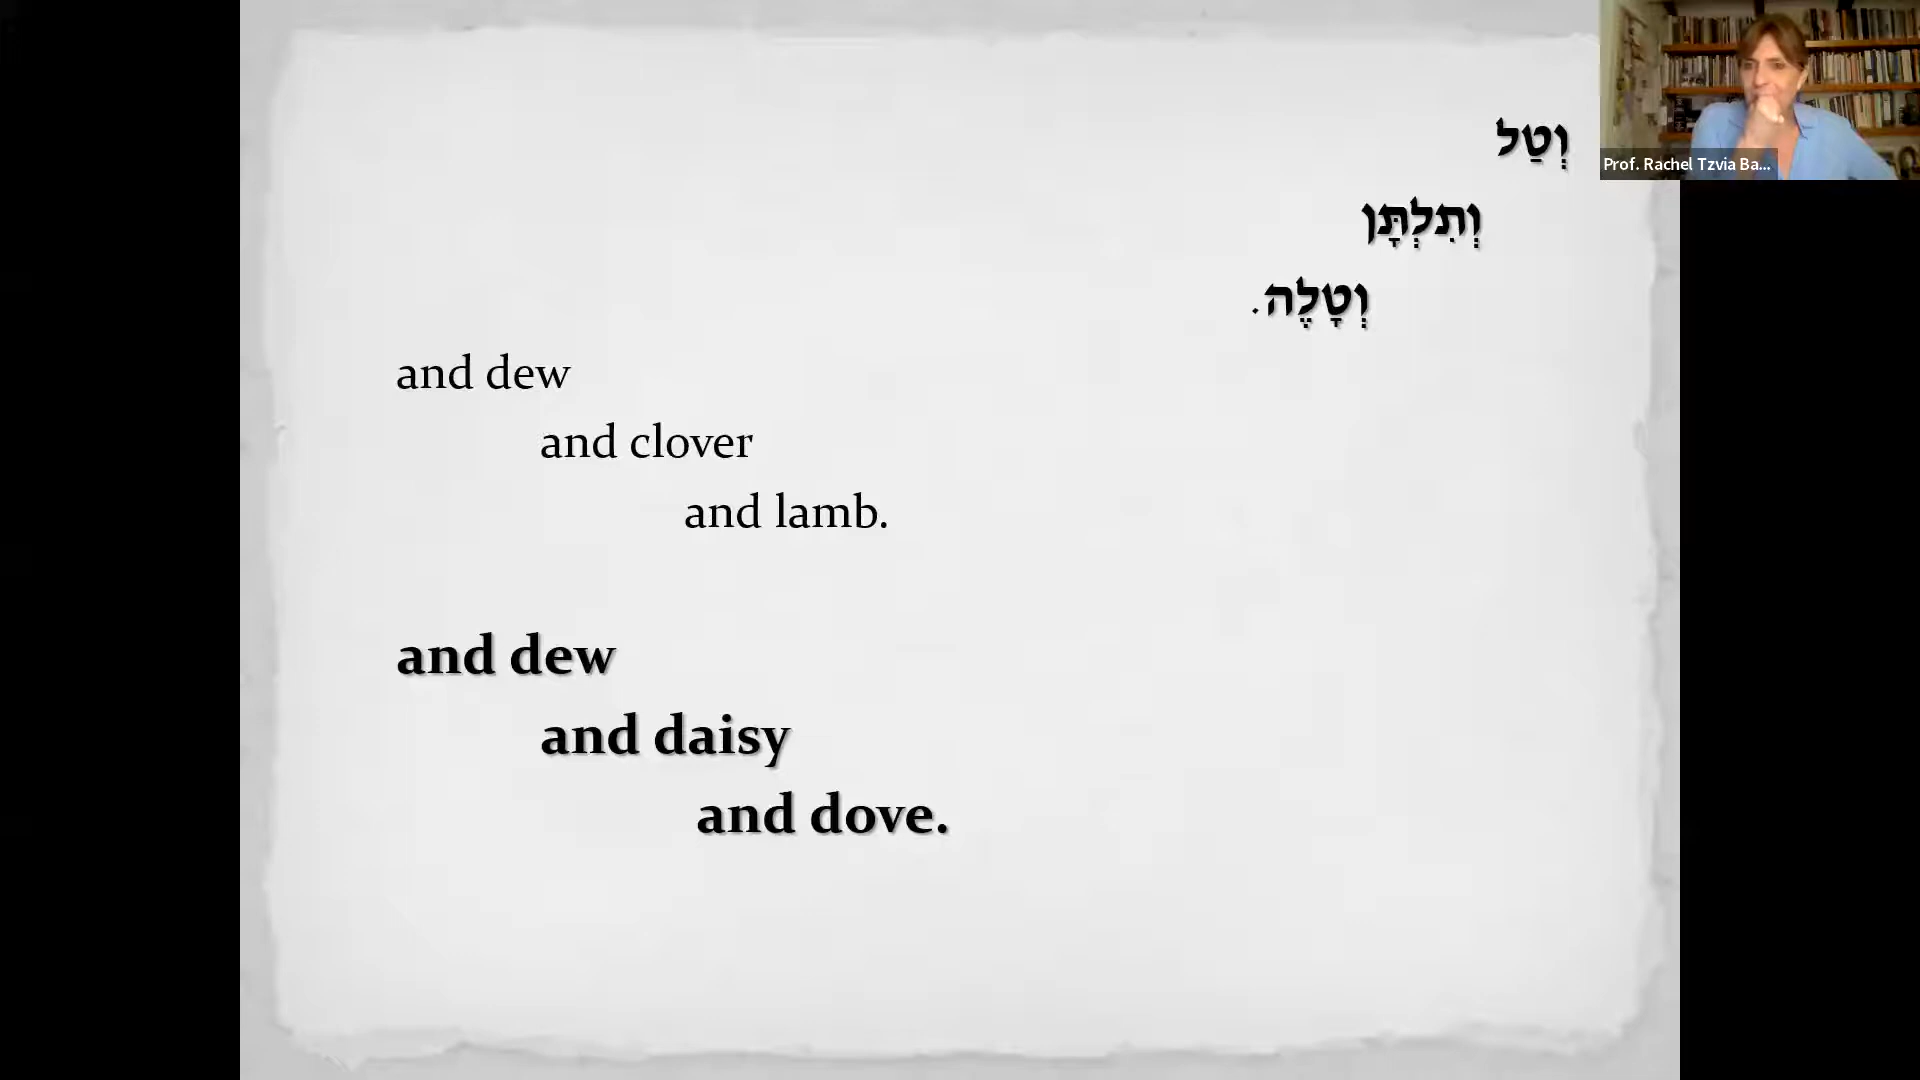 וְטַל
וְתִלְתָּן
וְטָלֶה.
and dew
and clover
and lamb.
and dew
and daisy
and dove.
Prof. Rachel Tzvia Ba...